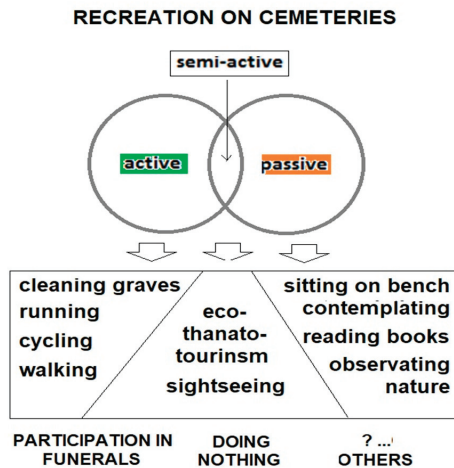 RECREATION ON CEMETERIES
semi-active
active
passive
cleaning graves
running
cycling
walking
eco-
thanato-
tourinsm
sightseeing
sitting on bench
contemplating
reading books
observating
nature
PARTICIPATION IN
FUNERALS
DOING
NOTHING
? ...(
OTHERS